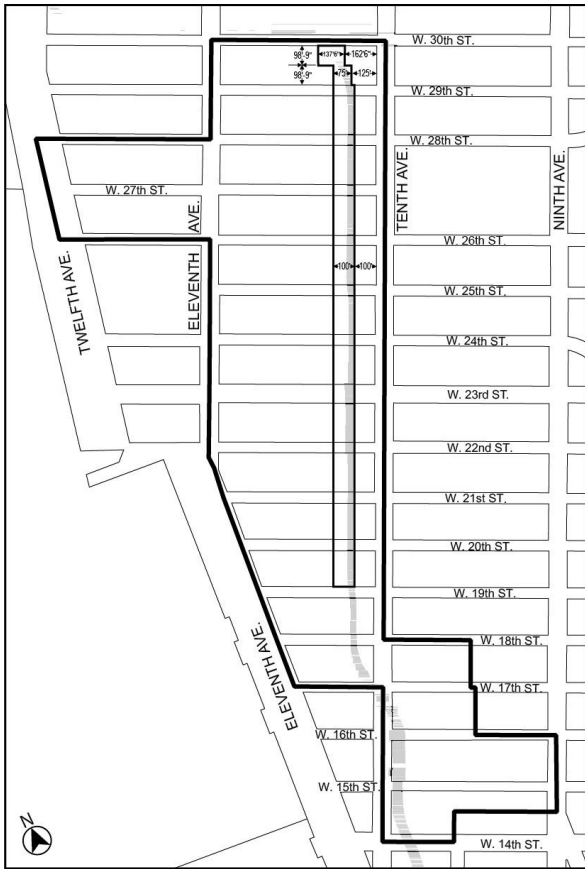 W. 30th ST.
98'-9"
137'6"
162'6"
98'-9"
75'
125'
W. 29th ST.
W. 28th ST.
W. 27th ST.
TENTH AVE.
NINTH AVE.
ELEVENTH AVE.
TWELFTH AVE.
W. 26th ST.
100'
100'
W. 25th ST.
W. 24th ST.
W. 23rd ST.
W. 22nd ST.
W. 21st ST.
W. 20th ST.
W. 19th ST.
ELEVENTH AVE.
W. 18th ST.
W. 17th ST.
W. 16th ST.
W. 15th ST.
W. 14th ST.
N